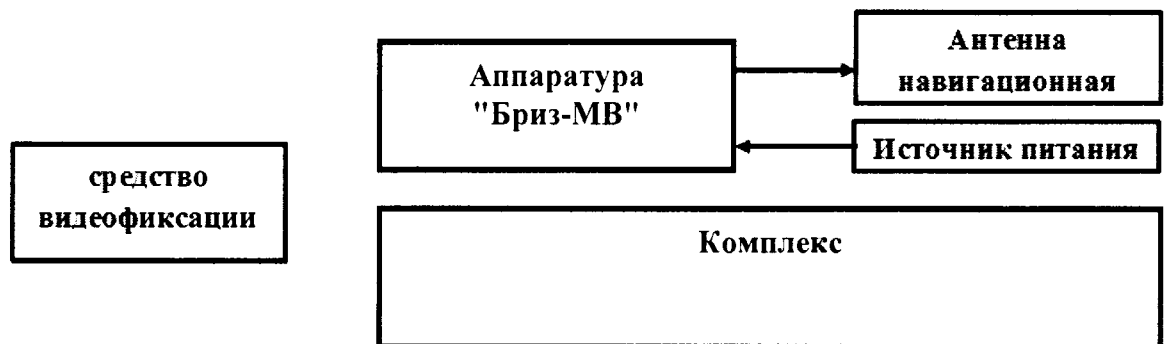 Аппаратура
"Бриз-МВ"
Антенна
навигационная
Источник питания
средство
видеофиксации
Комплекс